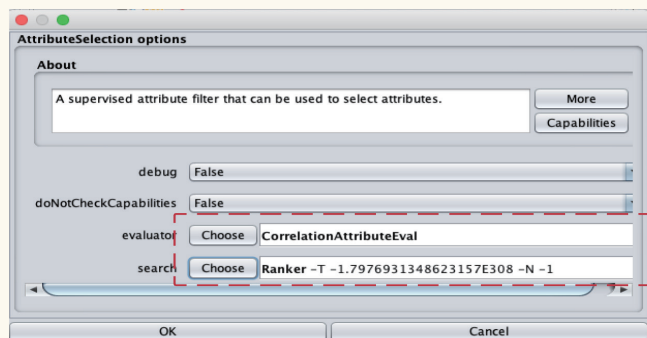 AttributeSelection options
About
A supervised attribute filter that can be used to select attributes.
More
Capabilities
debug False
doNotCheckCapabilities False
evaluator Choose CorrelationAttributeEval
search Choose Ranker -T -1.7976931348623157E308 -N -1
OK Cancel